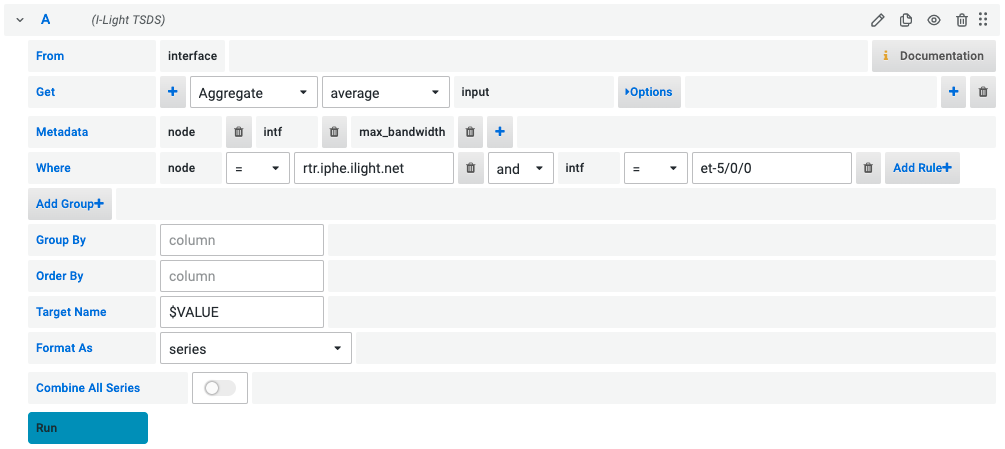 A (I-Light TSDS)
From interface i Documentation
Get + Aggregate average input Options + 
Metadata node intf max_bandwidth +
Where node = rtr.iphe.ilight.net and intf = et-5/0/0 Add Rule+
Add Group+
Group By column
Order By column
Target Name $VALUE
Format As series
Combine All Series
Run